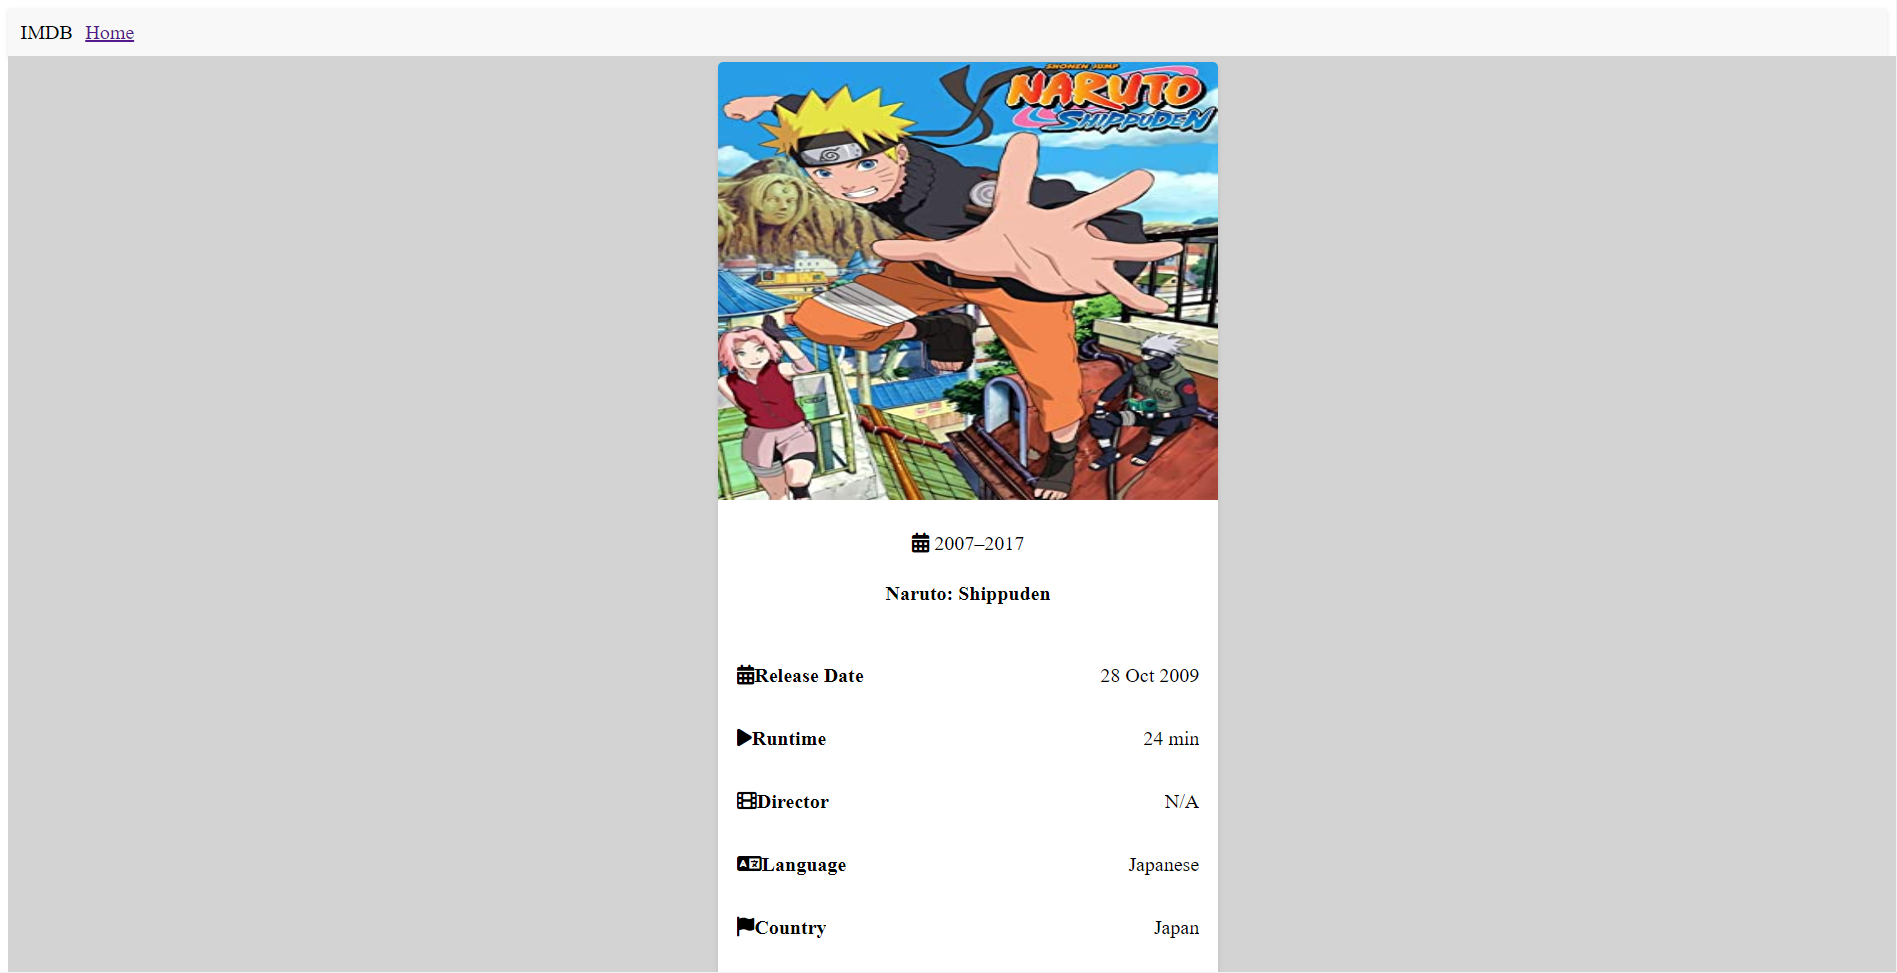 IMDB Home
SHONEN JUMP
NARUTO
SHIPPUDEN
2007–2017
Naruto: Shippuden
Release Date 28 Oct 2009
Runtime 24 min
Director N/A
Language Japanese
Country Japan